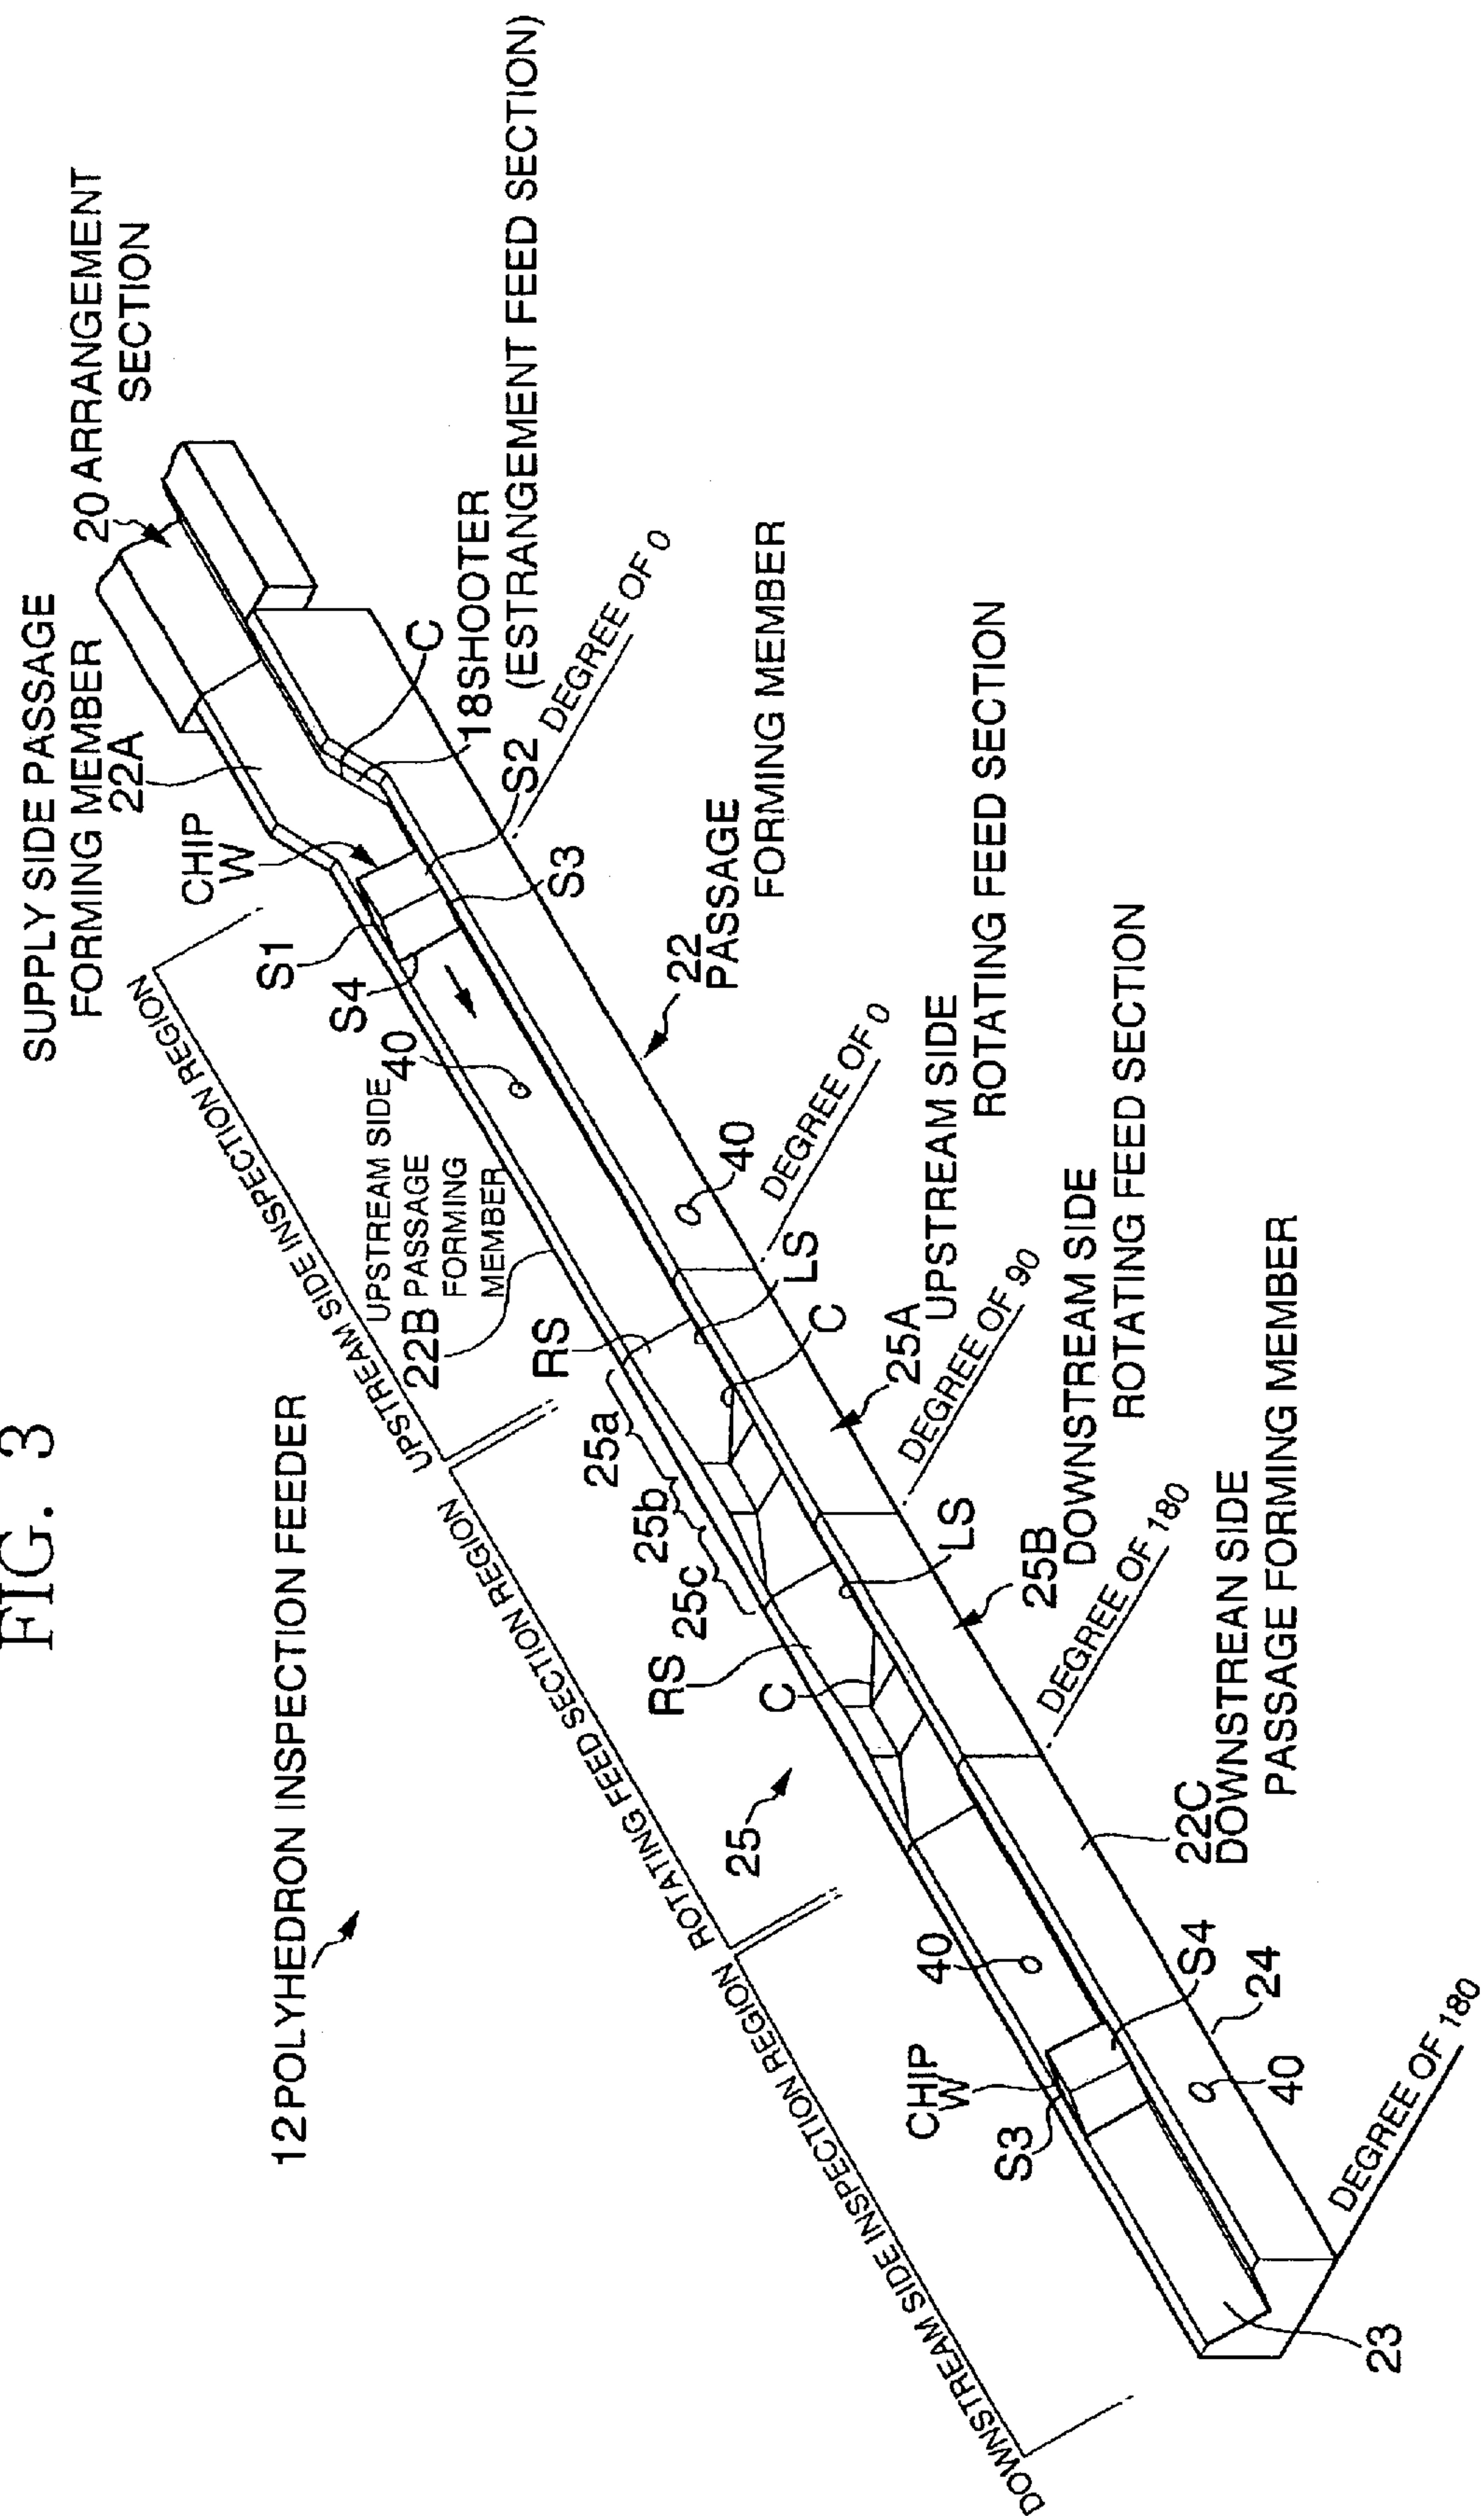 FIG. 3
12 POLYHEDRON INSPECTION FEEDER
SUPPLY SIDE PASSAGE
FORMING MEMBER
22A
20 ARRANGEMENT
SECTION
CHIP
W
C
18SHOOTER
(ESTRANGEMENT FEED SECTION)
S1
S4
S2
S3
DEGREE OF 0
40
UPSTREAM SIDE
PASSAGE
FORMING
MEMBER
22B
22
PASSAGE
FORMING MEMBER
40
DEGREE OF 0
UPSTREAM SIDE INSPECTION REGION
ROTATING FEED SECTION REGION
DOWNSTREAM SIDE INSPECTION REGION
RS
LS
C
25a
25b
25c
25A
UPSTREAM SIDE
ROTATING FEED SECTION
DEGREE OF 90
RS
C
LS
25B
DOWNSTREAM SIDE
ROTATING FEED SECTION
DEGREE OF 180
25
22C
DOWNSTREAN SIDE
PASSAGE FORMING MEMBER
40
CHIP
W
S3
S4
24
40
DEGREE OF 180
23